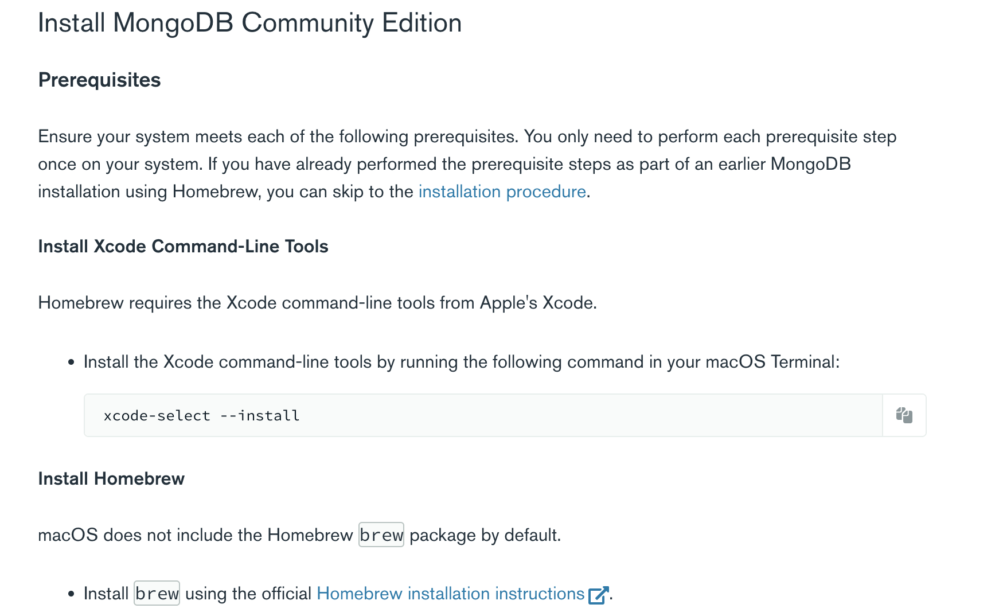 Install MongoDB Community Edition
Prerequisites
Ensure your system meets each of the following prerequisites. You only need to perform each prerequisite step
once on your system. If you have already performed the prerequisite steps as part of an earlier MongoDB
installation using Homebrew, you can skip to the installation procedure.
Install Xcode Command-Line Tools
Homebrew requires the Xcode command-line tools from Apple's Xcode.
• Install the Xcode command-line tools by running the following command in your macOS Terminal:
xcode-select --install
Install Homebrew
macOS does not include the Homebrew brew package by default.
• Install brew using the official Homebrew installation instructions.